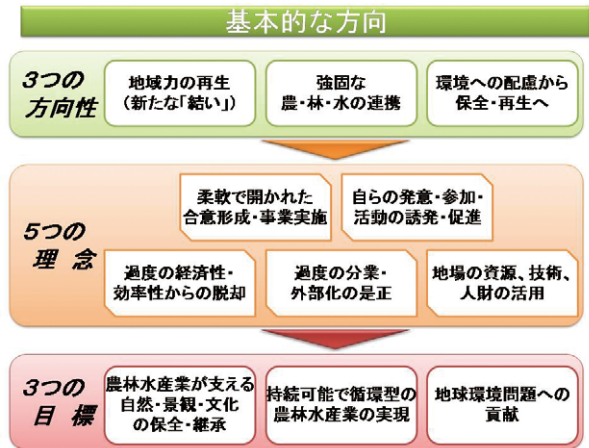 基本的な方向
3つの
方向性
地域力の再生
(新たな「結い」)
強固な
農・林・水の連携
環境への配慮から
保全・再生へ
5つの
理 念
柔軟で開かれた
合意形成・事業実施
自らの発意・参加・
活動の誘発・促進
過度の経済性・
効率性からの脱却
過度の分業・
外部化の是正
地場の資源、技術、
人財の活用
3つの
目 標
農林水産業が支える
自然・景観・文化
の保全・継承
持続可能で循環型の
農林水産業の実現
地球環境問題への
貢献